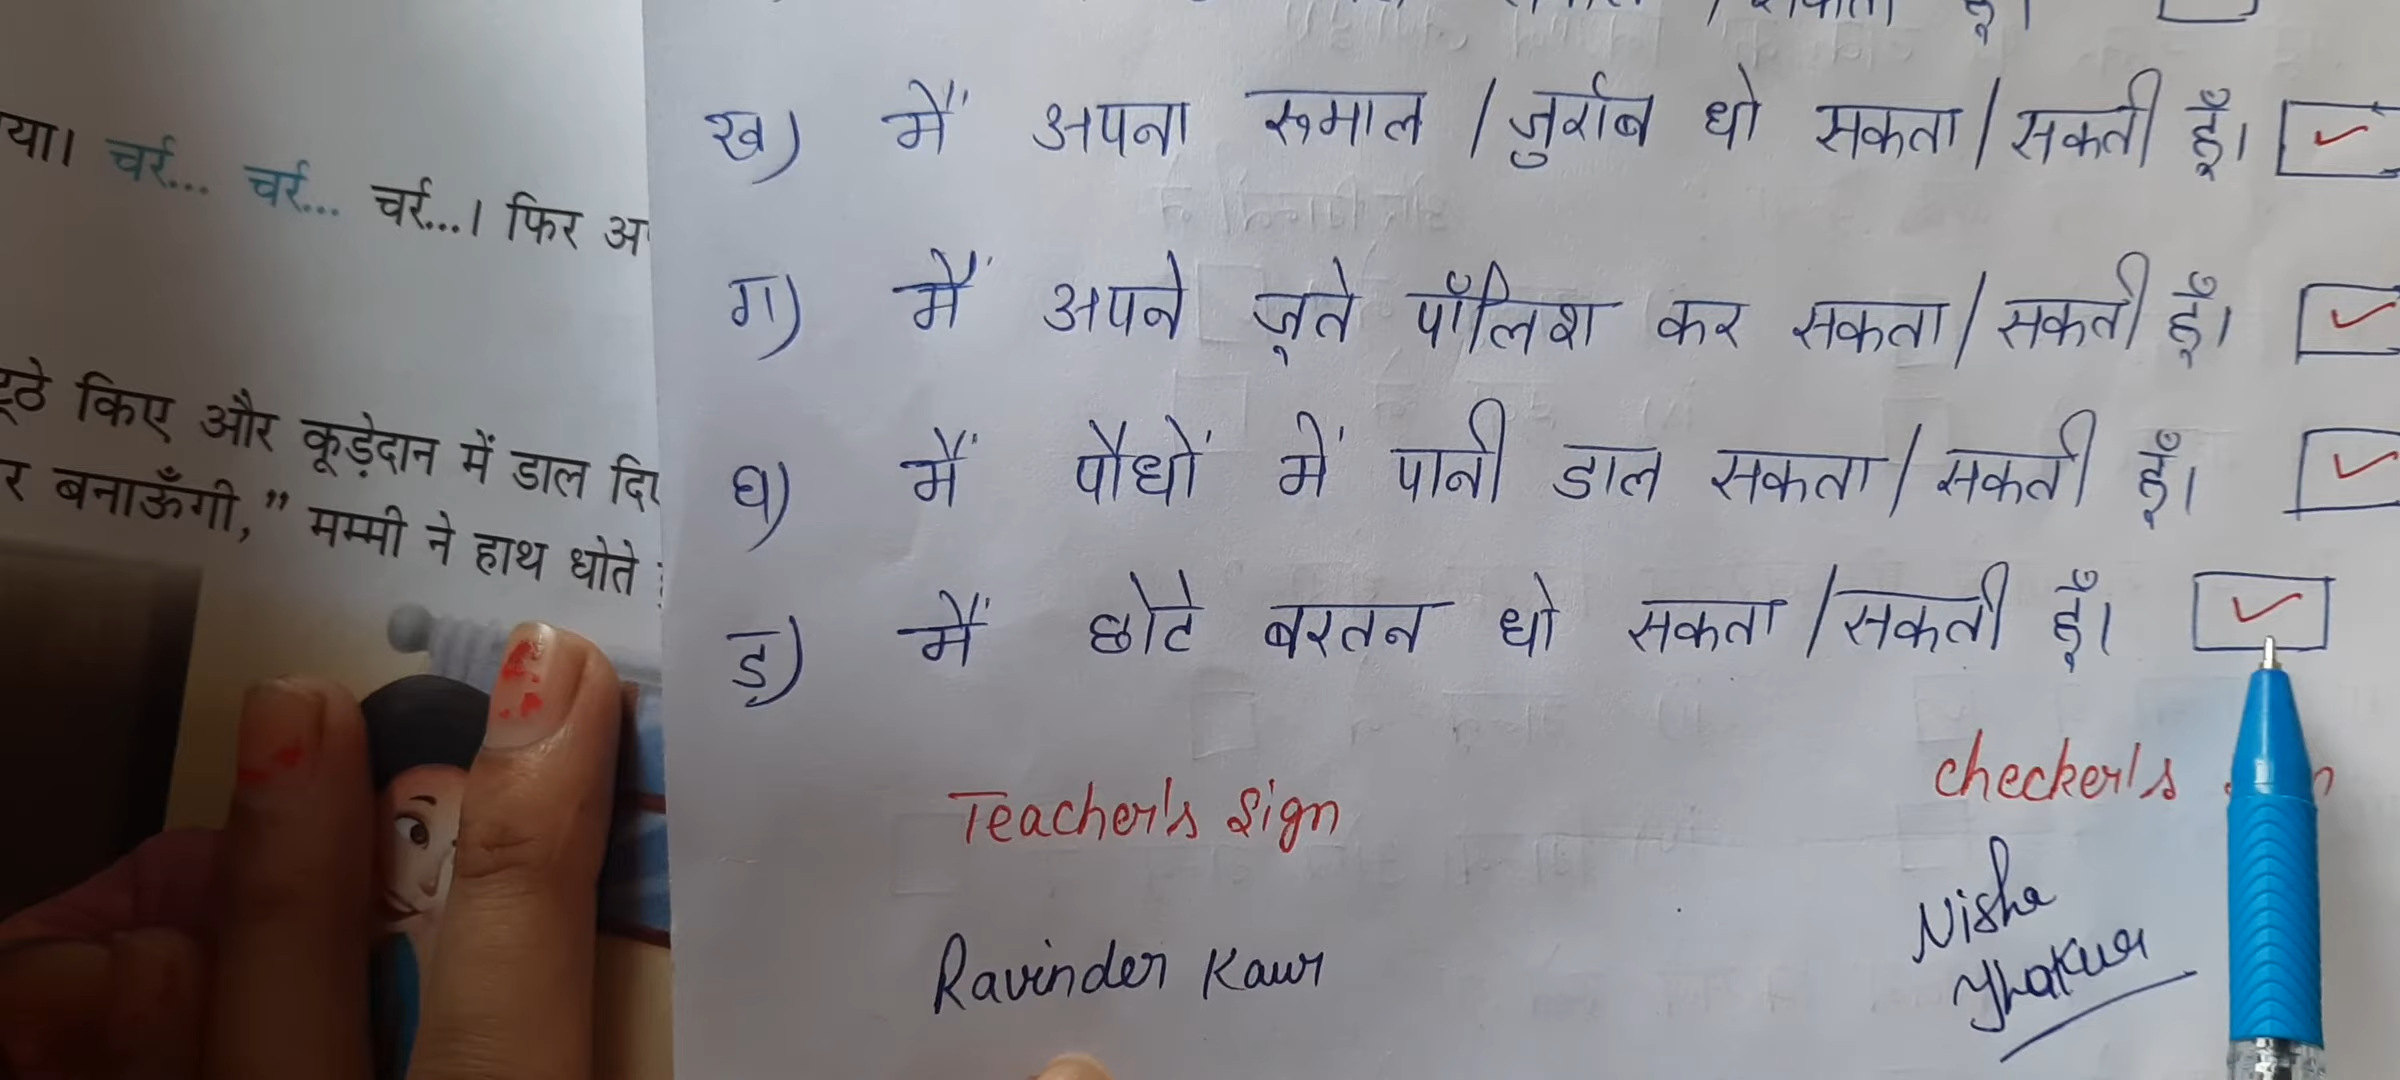 या। चर्र... चर्र... चर्र...। फिर
किए और कूड़ेदान में डाल
र बनाऊँगी,” मम्मी ने हाथ धोते
ख) मैं अपना रूमाल / जुर्राब धो सकता / सकती हूँ। ✓
ग) मैं अपने जूते पॉलिश कर सकता / सकती हूँ। ✓
घ) मैं पौधों में पानी डाल सकता / सकती हूँ। ✓
ड़) मैं छोटे बरतन धो सकता / सकती हूँ। ✓
Teacher's Sign checker's
Ravinder Kaur Nisha
Thakur